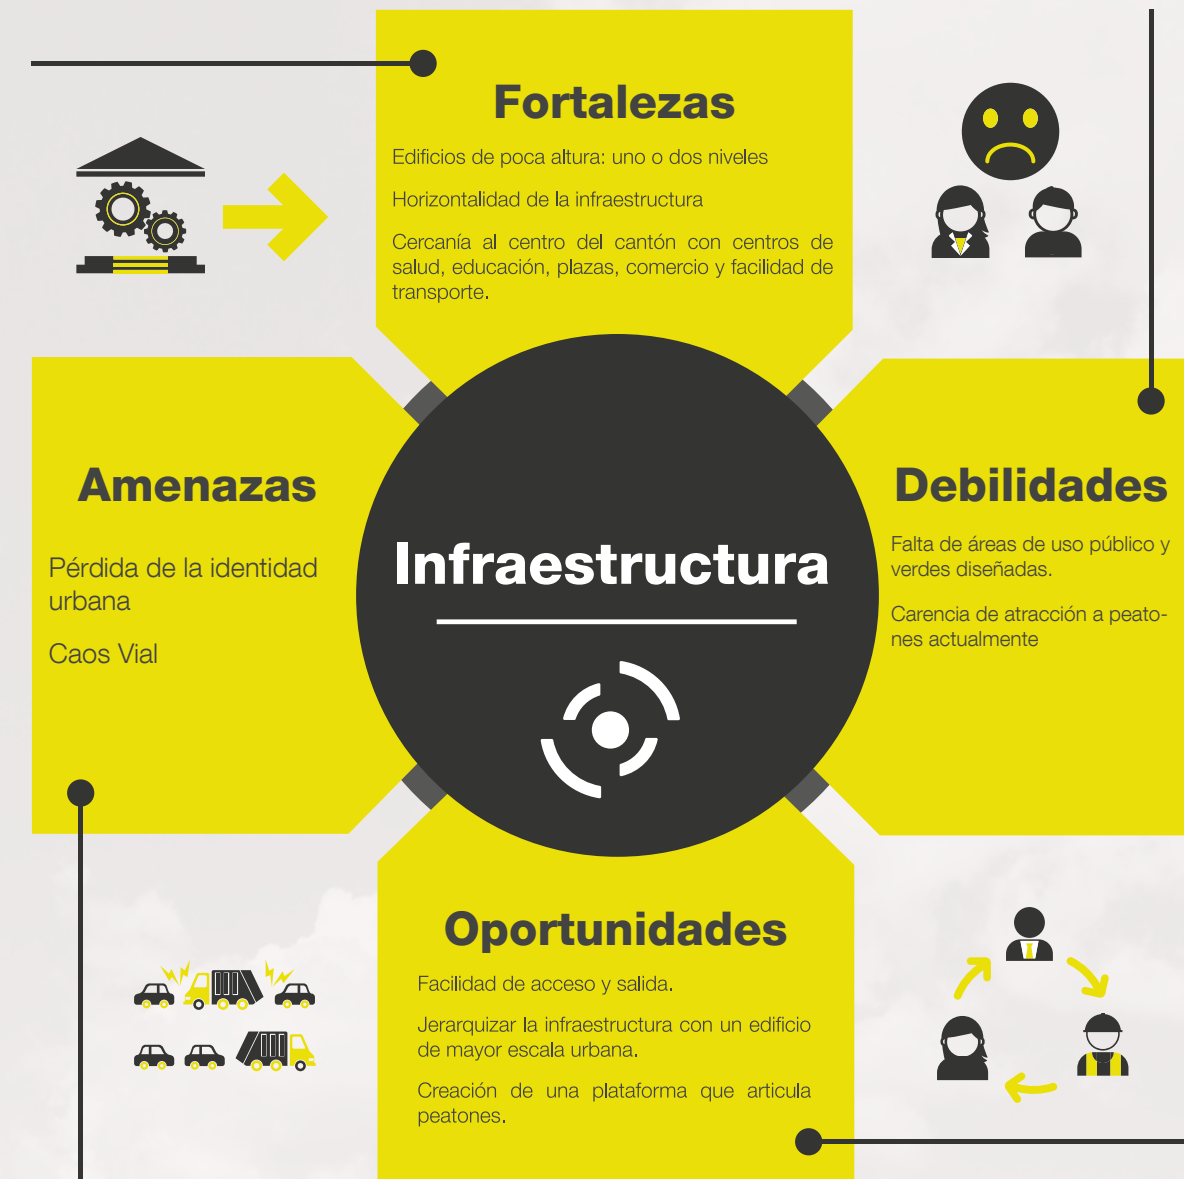 Fortalezas
Edificios de poca altura: uno o dos niveles
Horizontalidad de la infraestructura
Cercanía al centro del cantón con centros de
salud, educación, plazas, comercio y facilidad de
transporte.
Amenazas
Pérdida de la identidad
urbana
Caos Vial
Infraestructura
Debilidades
Falta de áreas de uso público y
verdes diseñadas.
Carencia de atracción a peato-
nes actualmente
Oportunidades
Facilidad de acceso y salida.
Jerarquizar la infraestructura con un edificio
de mayor escala urbana.
Creación de una plataforma que articula
peatones.